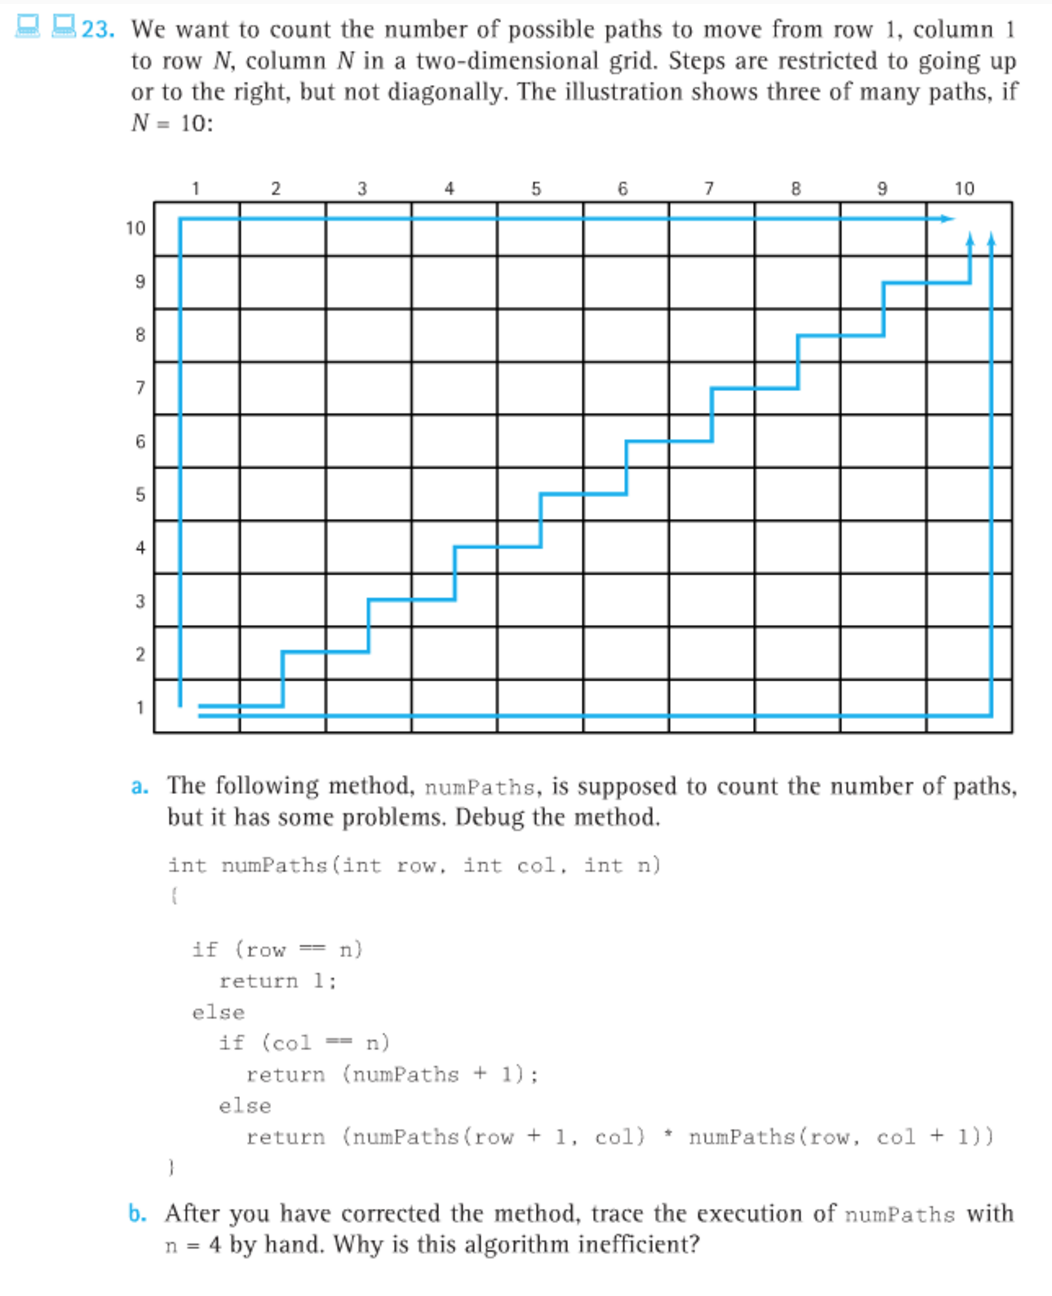 23. We want to count the number of possible paths to move from row 1, column 1
to row N, column N in a two-dimensional grid. Steps are restricted to going up
or to the right, but not diagonally. The illustration shows three of many paths, if
N = 10:
1 2 3 4 5 6 7 8 9 10
10
9
8
7
6
5
4
3
2
1
a. The following method, numPaths, is supposed to count the number of paths,
but it has some problems. Debug the method.
int numPaths(int row, int col, int n)
{
if (row == n)
return 1;
else
if (col == n)
return (numPaths + 1);
else
return (numPaths(row + 1, col) * numPaths(row, col + 1))
}
b. After you have corrected the method, trace the execution of numPaths with
n = 4 by hand. Why is this algorithm inefficient?